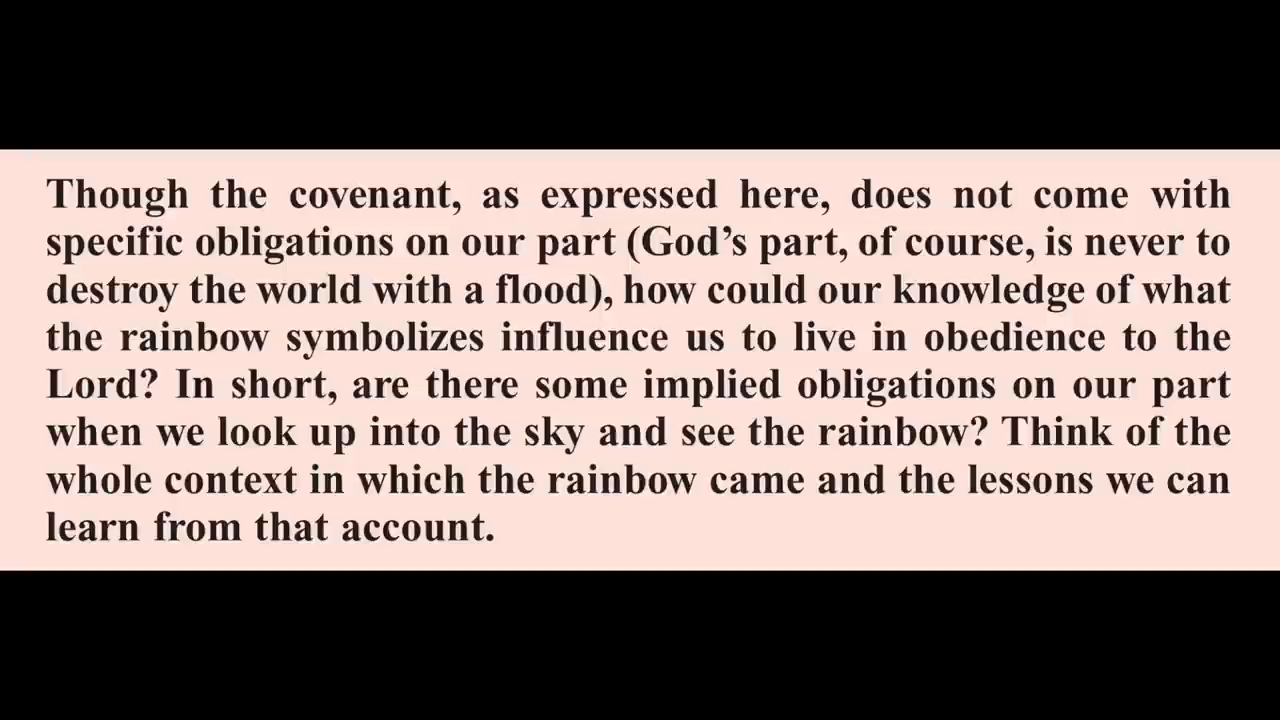 Though the covenant, as expressed here, does not come with
specific obligations on our part (God’s part, of course, is never to
destroy the world with a flood), how could our knowledge of what
the rainbow symbolizes influence us to live in obedience to the
Lord? In short, are there some implied obligations on our part
when we look up into the sky and see the rainbow? Think of the
whole context in which the rainbow came and the lessons we can
learn from that account.